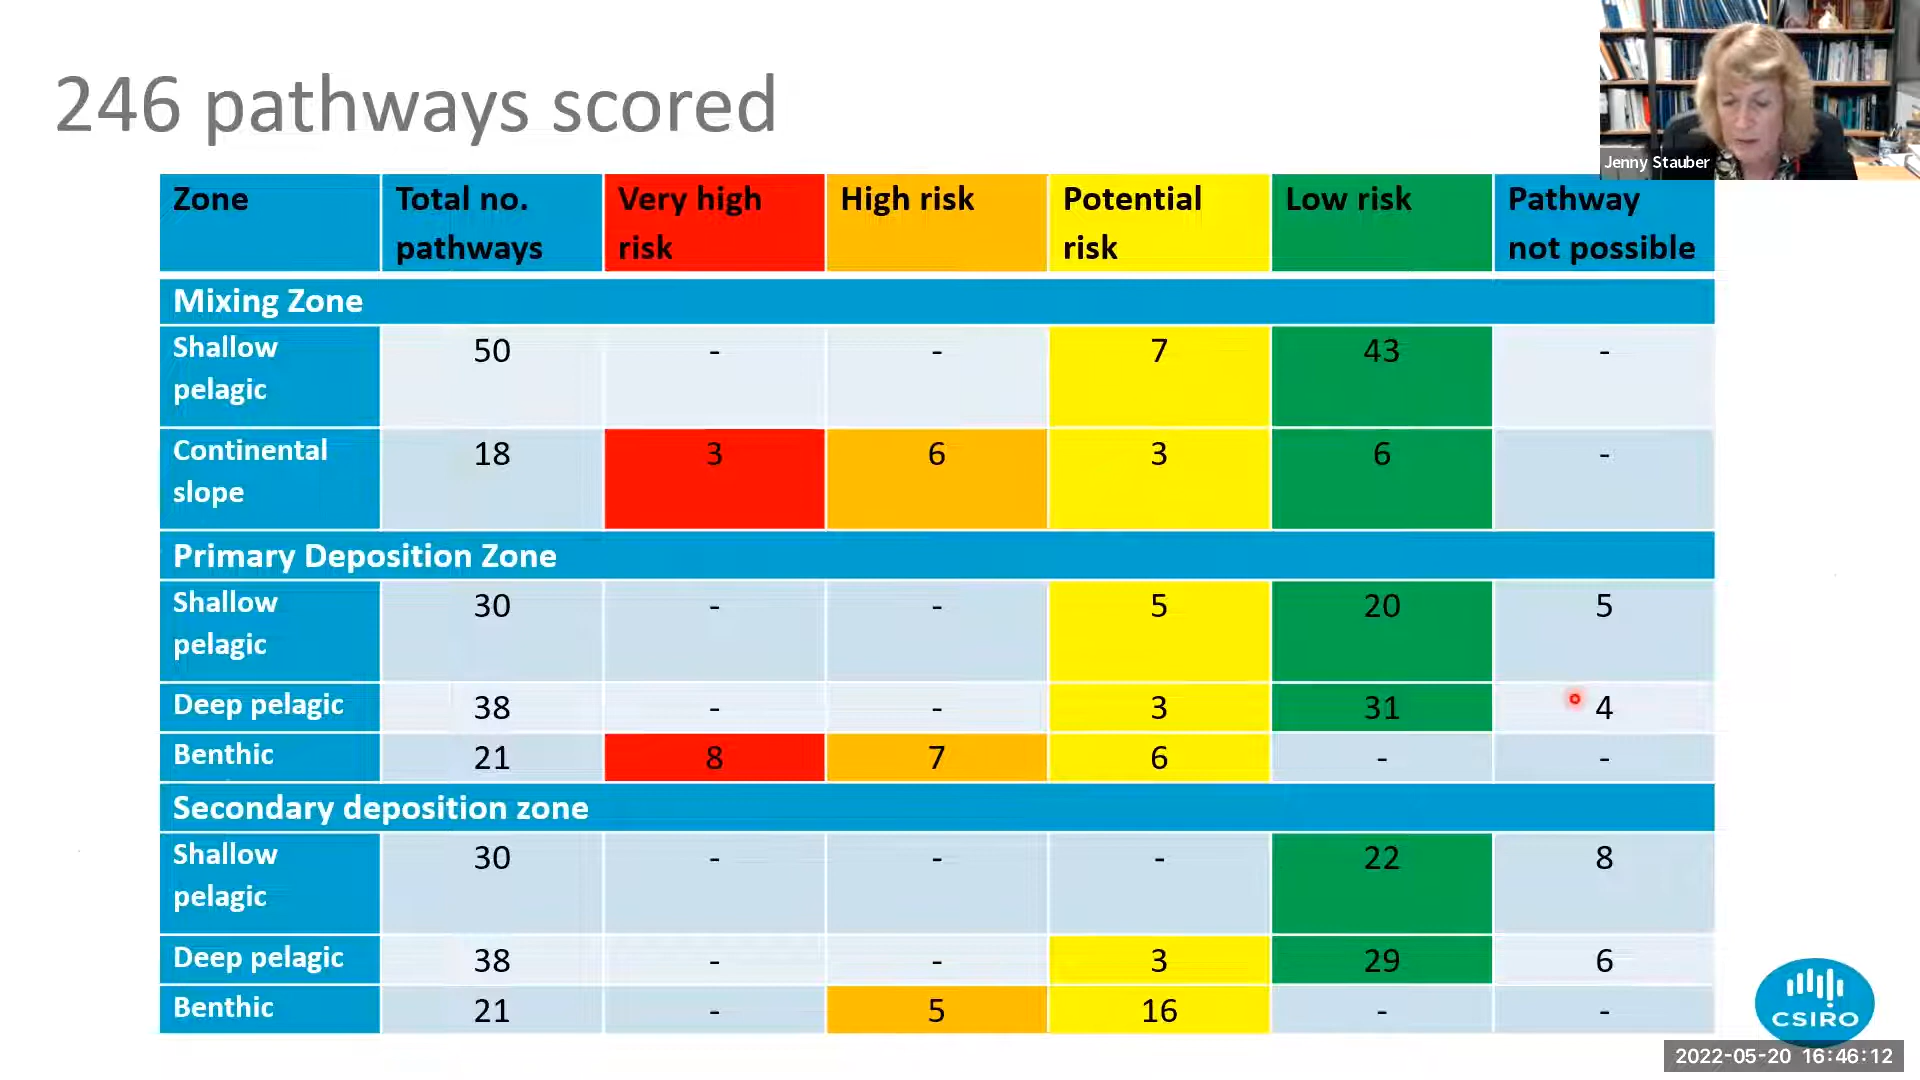 246 pathways scored
Jenny Stauber
Zone Total no. pathways Very high risk High risk Potential risk Low risk Pathway not possible
Mixing Zone
Shallow pelagic 50 - - 7 43 -
Continental slope 18 3 6 3 6 -
Primary Deposition Zone
Shallow pelagic 30 - - 5 20 5
Deep pelagic 38 - - 3 31 4
Benthic 21 8 7 6 - -
Secondary deposition zone
Shallow pelagic 30 - - - 22 8
Deep pelagic 38 - - 3 29 6
Benthic 21 - 5 16 - -
CSIRO
2022-05-20 16:46:12